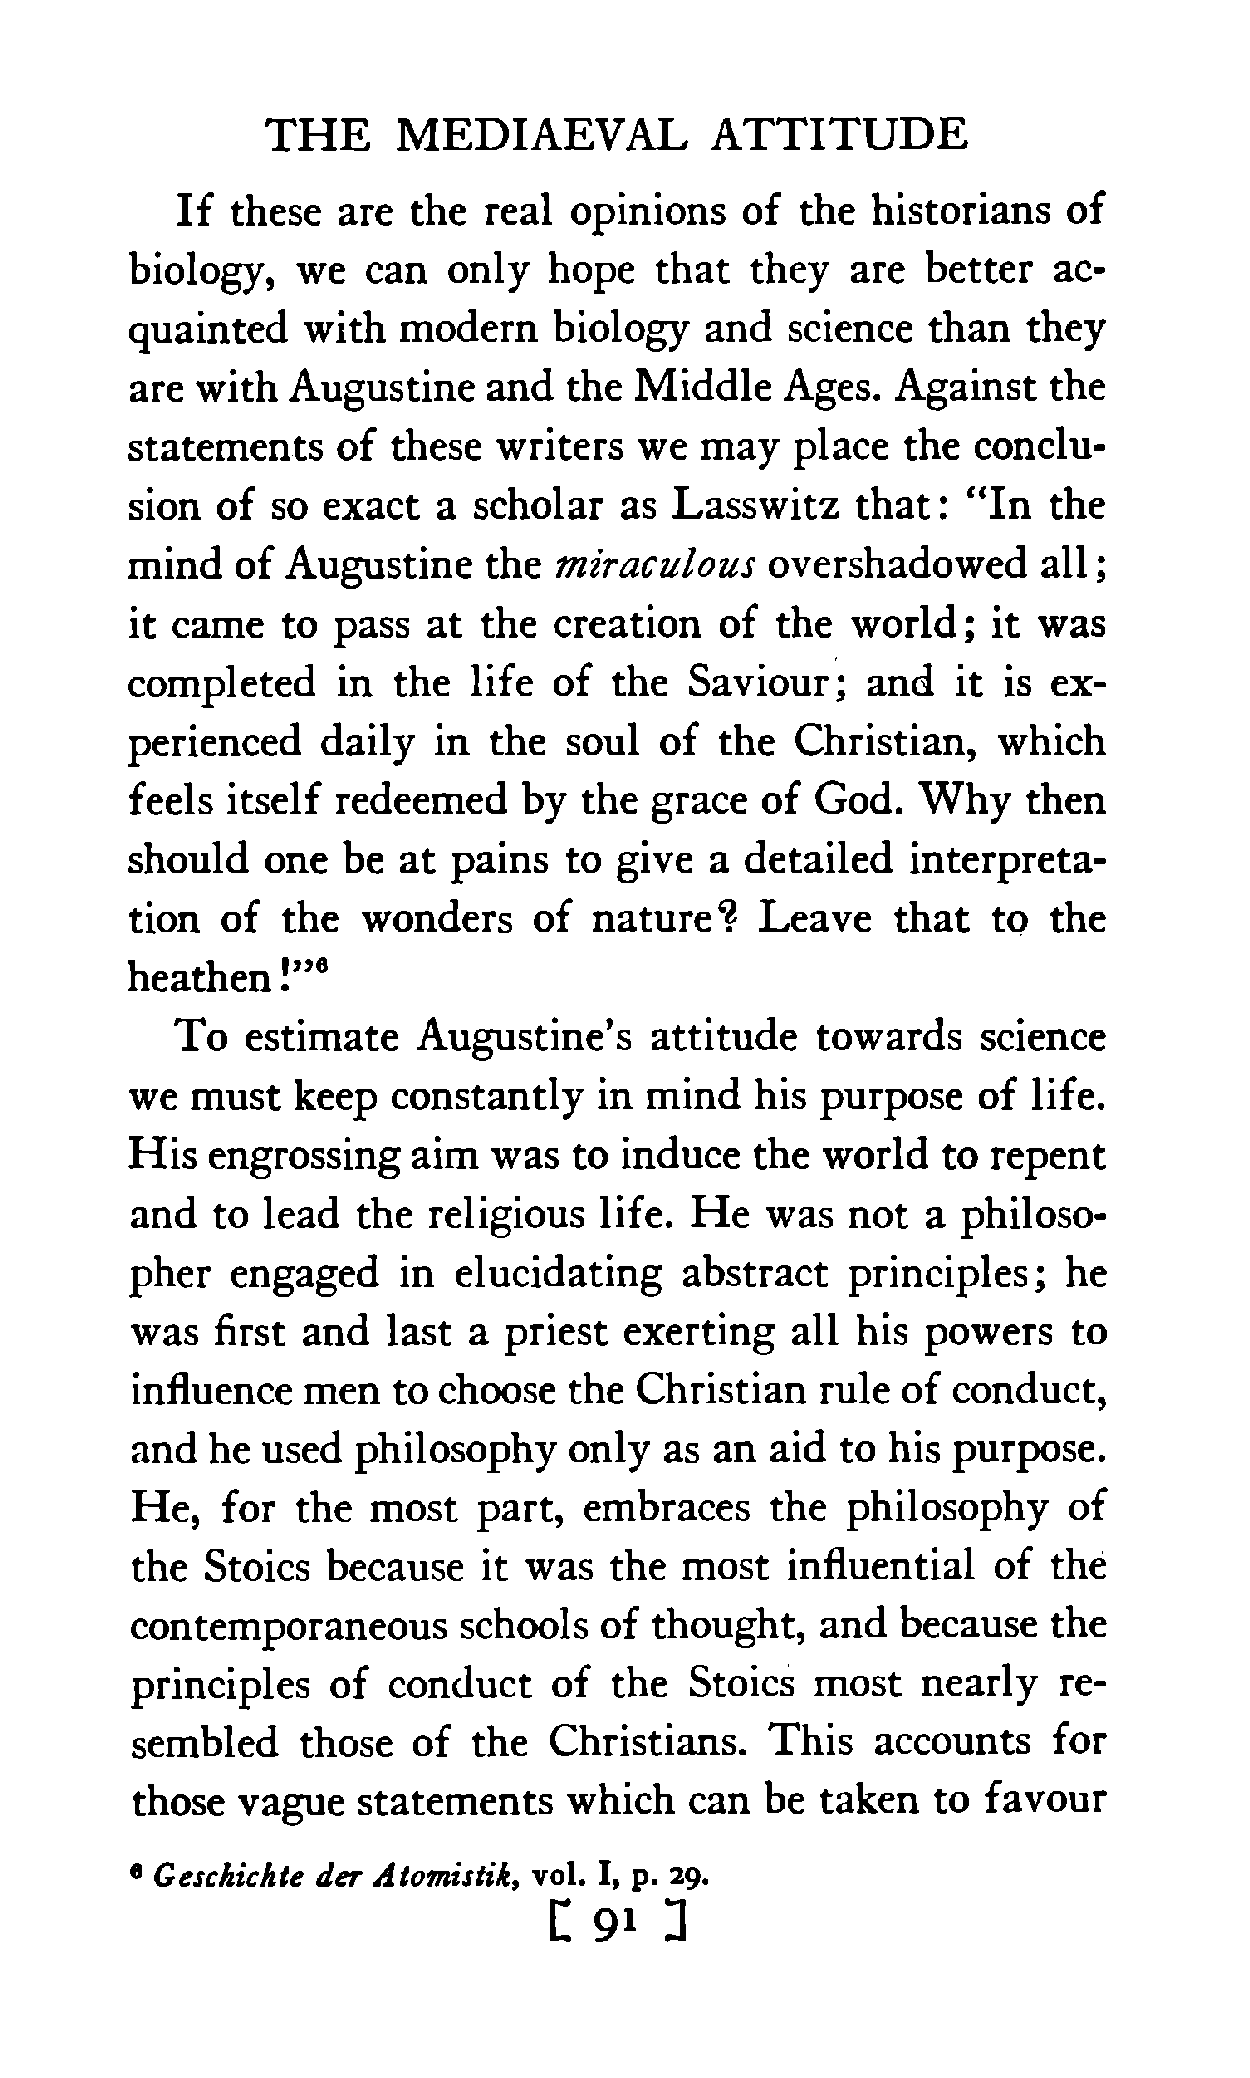 THE MEDIAEVAL ATTITUDE
If these are the real opinions of the historians of
biology, we can only hope that they are better ac-
quainted with modern biology and science than they
are with Augustine and the Middle Ages. Against the
statements of these writers we may place the conclu-
sion of so exact a scholar as Lasswitz that: “In the
mind of Augustine the miraculous overshadowed all;
it came to pass at the creation of the world; it was
completed in the life of the Saviour; and it is ex-
perienced daily in the soul of the Christian, which
feels itself redeemed by the grace of God. Why then
should one be at pains to give a detailed interpreta-
tion of the wonders of nature? Leave that to the
heathen!”⁶
To estimate Augustine's attitude towards science
we must keep constantly in mind his purpose of life.
His engrossing aim was to induce the world to repent
and to lead the religious life. He was not a philoso-
pher engaged in elucidating abstract principles; he
was first and last a priest exerting all his powers to
influence men to choose the Christian rule of conduct,
and he used philosophy only as an aid to his purpose.
He, for the most part, embraces the philosophy of
the Stoics because it was the most influential of the
contemporaneous schools of thought, and because the
principles of conduct of the Stoics most nearly re-
sembled those of the Christians. This accounts for
those vague statements which can be taken to favour
⁶ Geschichte der Atomistik, vol. I, p. 29.
[ 91 ]